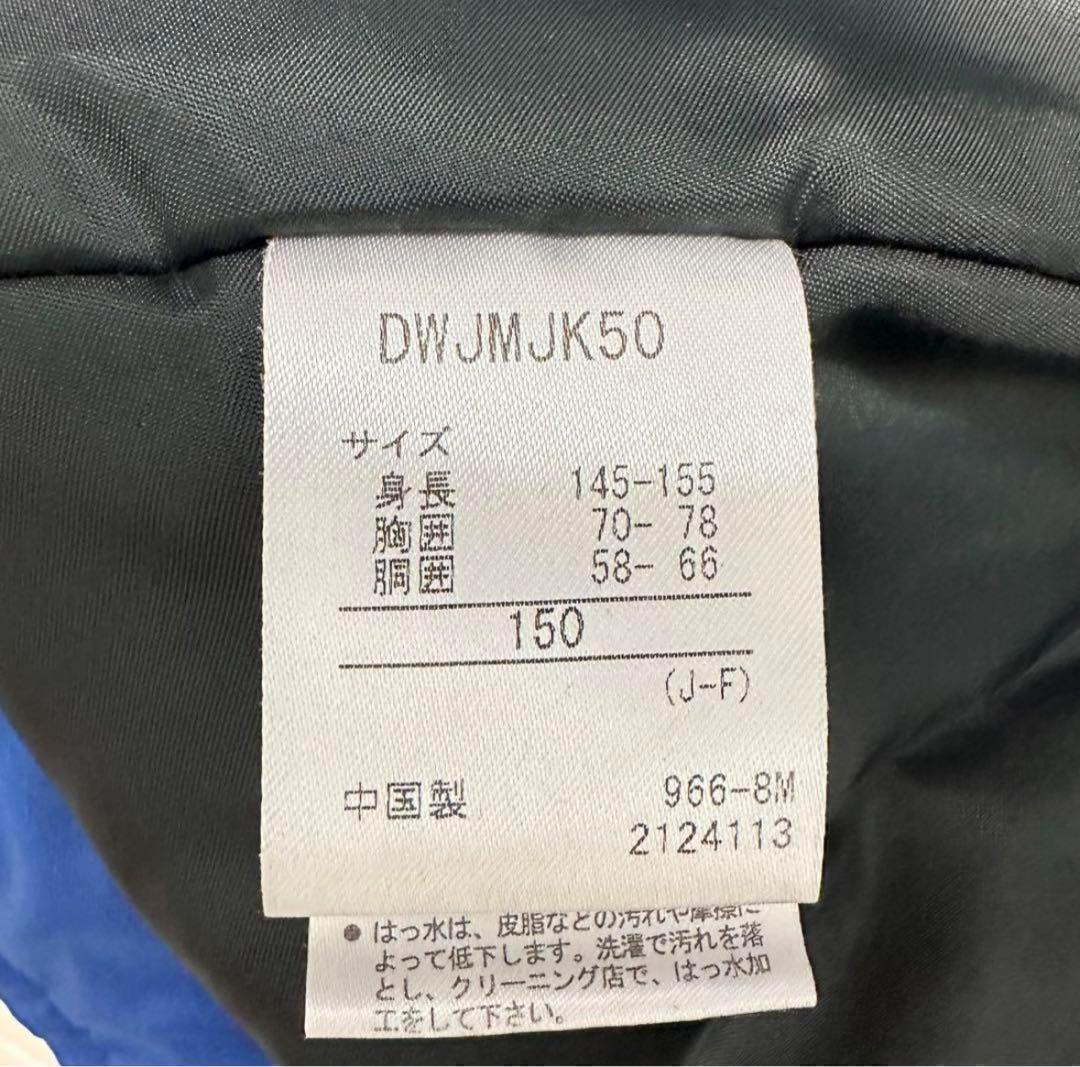 DWJMJK50
サイズ
身長 145-155
胸囲 70- 78
胴囲 58- 66
150
(J-F)
中国製 966-8M
2124113
● はっ水は、皮脂などの汚れや摩擦に
よって低下します。洗濯で汚れを落
とし、クリーニング店で、はっ水加
工をして下さい。